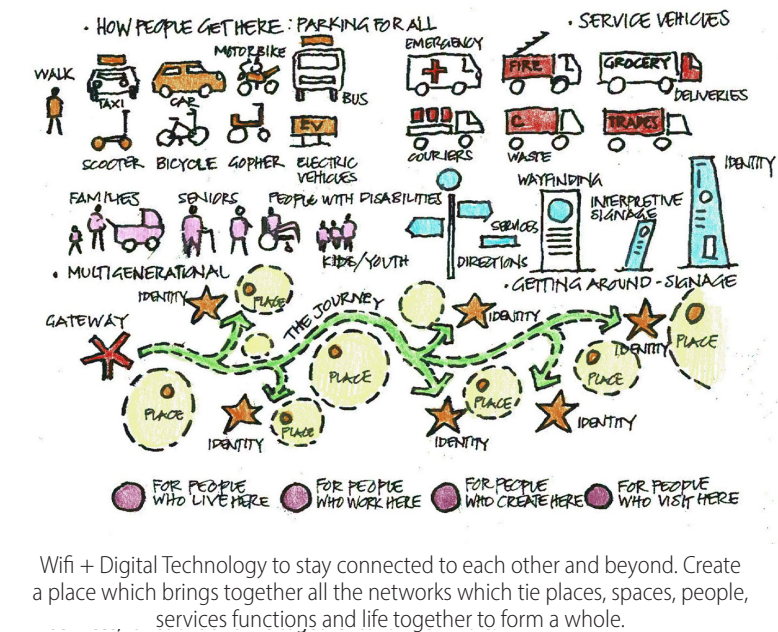 • HOW PEOPLE GET HERE : PARKING FOR ALL
• SERVICE VEHICLES
WALK
TAXI
CAR
MOTORBIKE
BUS
SCOOTER
BICYCLE
GOPHER
EV
ELECTRIC
VEHICLES
EMERGENCY
FIRE
GROCERY
DELIVERIES
COURIERS
C
WASTE
TRADES
FAMILIES
SENIORS
PEOPLE WITH DISABILITIES
KIDS/YOUTH
• MULTIGENERATIONAL
SERVICES
DIRECTIONS
WAYFINDING
INTERPRETIVE
SIGNAGE
IDENTITY
• GETTING AROUND - SIGNAGE
GATEWAY
THE JOURNEY
IDENTITY
PLACE
IDENTITY
IDENTITY
PLACE
PLACE
PLACE
PLACE
PLACE
PLACE
IDENTITY
IDENTITY
IDENTITY
FOR PEOPLE
WHO LIVE HERE
FOR PEOPLE
WHO WORK HERE
FOR PEOPLE
WHO CREATE HERE
FOR PEOPLE
WHO VISIT HERE
Wifi + Digital Technology to stay connected to each other and beyond. Create
a place which brings together all the networks which tie places, spaces, people,
services functions and life together to form a whole.